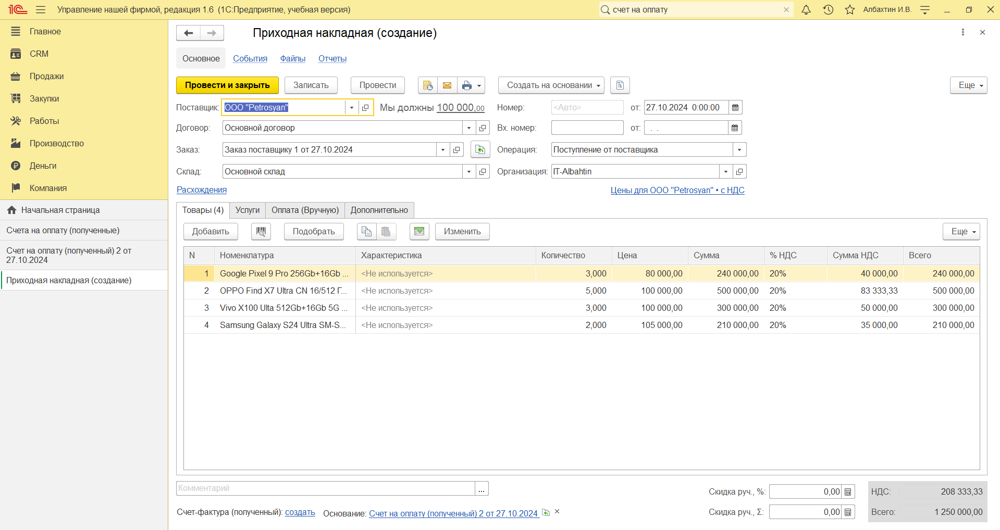 1С Управление нашей фирмой, редакция 1.6 (1С:Предприятие, учебная версия) счет на оплату Албахтин И.В.
Главное
CRM
Продажи
Закупки
Работы
Производство
Деньги
Компания
Начальная страница
Счета на оплату (полученные)
Счет на оплату (полученный) 2 от
27.10.2024
Приходная накладная (создание)
Приходная накладная (создание)
Основное События Файлы Отчеты
Провести и закрыть Записать Провести Создать на основании Еще
Поставщик: ООО "Petrosyan" Мы должны 100 000,00 Номер: <Авто> от: 27.10.2024 0:00:00
Договор: Основной договор Вх. номер: от: . .
Заказ: Заказ поставщику 1 от 27.10.2024 Операция: Поступление от поставщика
Склад: Основной склад Организация: IT-Albahtin
Расхождения Цены для ООО "Petrosyan" • с НДС
Товары (4) Услуги Оплата (Вручную) Дополнительно
Добавить Подобрать Изменить Еще
N Номенклатура Характеристика Количество Цена Сумма % НДС Сумма НДС Всего
1 Google Pixel 9 Pro 256Gb+16Gb ... <Не используется> 3,000 80 000,00 240 000,00 20% 40 000,00 240 000,00
2 OPPO Find X7 Ultra CN 16/512 Г... <Не используется> 5,000 100 000,00 500 000,00 20% 83 333,33 500 000,00
3 Vivo X100 Ulta 512Gb+16Gb 5G ... <Не используется> 3,000 100 000,00 300 000,00 20% 50 000,00 300 000,00
4 Samsung Galaxy S24 Ultra SM-S... <Не используется> 2,000 105 000,00 210 000,00 20% 35 000,00 210 000,00
Комментарий ... Скидка руч., %: 0,00 НДС: 208 333,33
Счет-фактура (полученный): создать Основание: Счет на оплату (полученный) 2 от 27.10.2024 Скидка руч., Σ: 0,00 Всего: 1 250 000,00